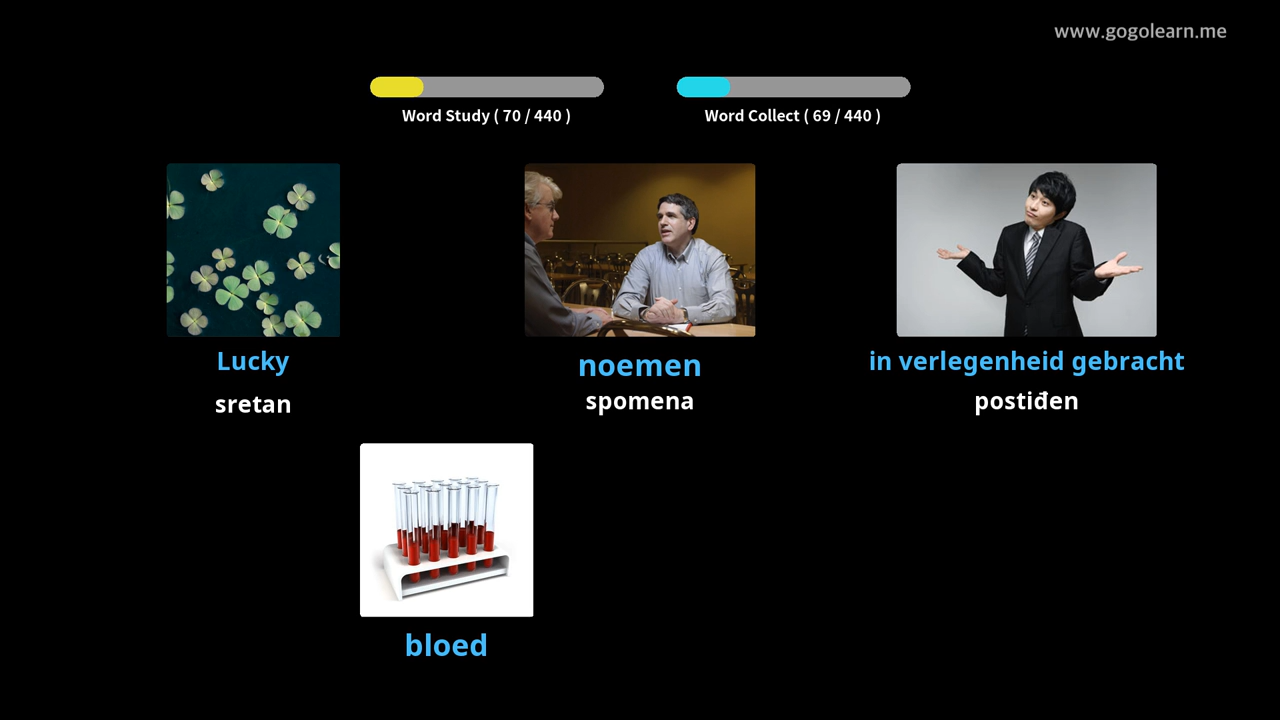 www.gogolearn.me
Word Study ( 70 / 440 )
Word Collect ( 69 / 440 )
Lucky
sretan
noemen
spomena
in verlegenheid gebracht
postiđen
bloed